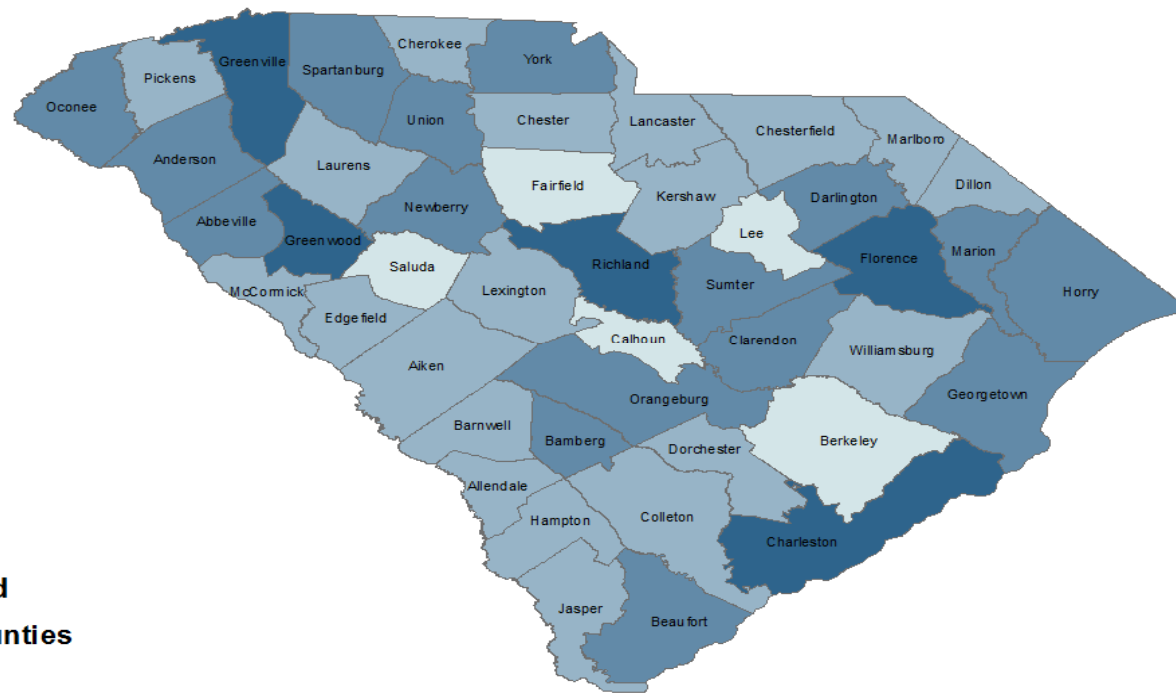 Cherokee
York
Greenville
Spartanburg
Pickens
Oconee
Union
Chester
Lancaster
Chesterfield
Marlboro
Anderson
Laurens
Fairfield
Kershaw
Dillon
Darlington
Abbeville
Newberry
Greenwood
Lee
Marion
Saluda
Richland
Florence
McCormick
Lexington
Sumter
Horry
Edgefield
Calhoun
Clarendon
Williamsburg
Aiken
Georgetown
Orangeburg
Barnwell
Bamberg
Dorchester
Berkeley
Allendale
Hampton
Colleton
Charleston
Jasper
Beaufort
d
unties